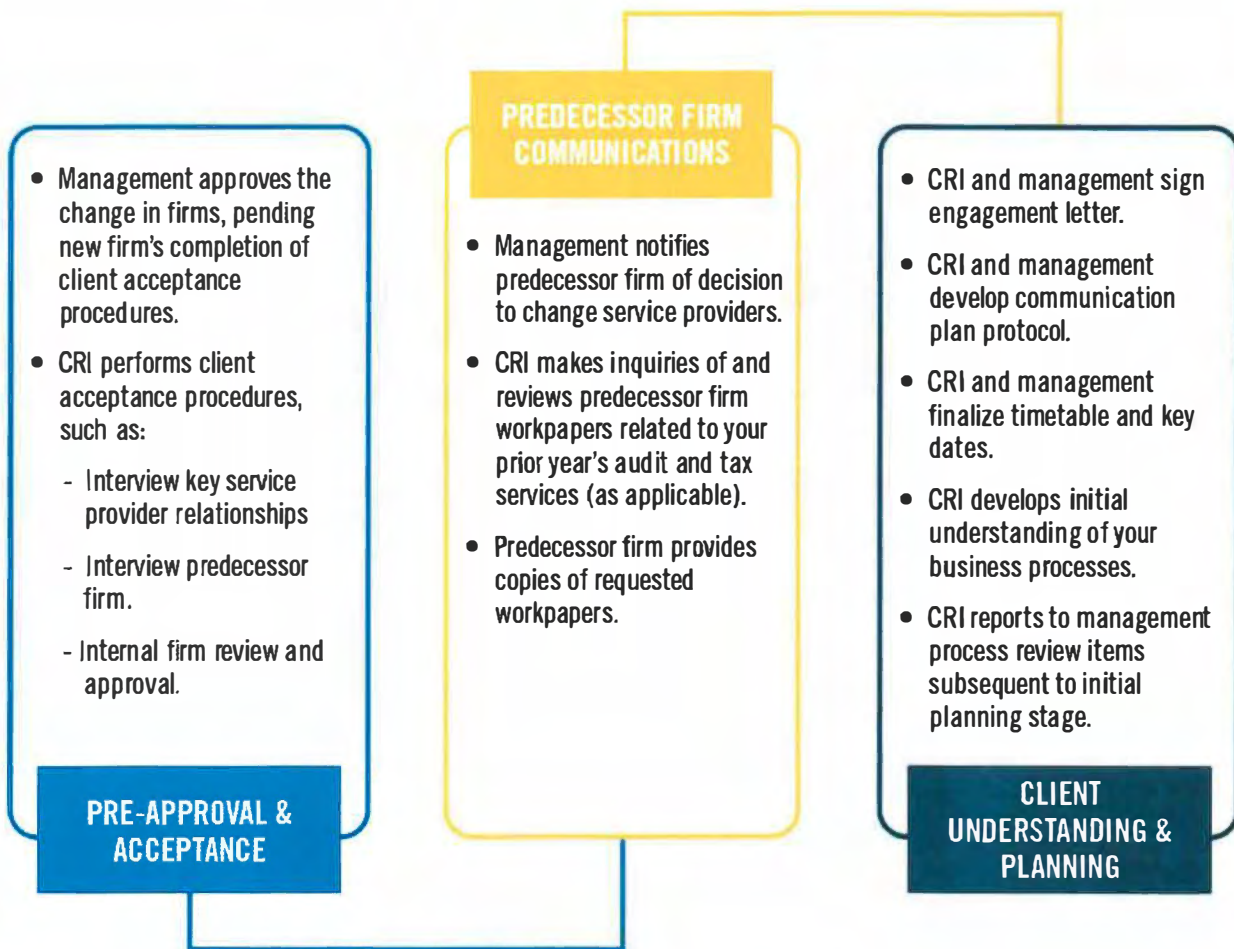 • Management approves the
change in firms, pending
new firm's completion of
client acceptance
procedures.
• CRI performs client
acceptance procedures,
such as:
- Interview key service
provider relationships
- Interview predecessor
firm.
- Internal firm review and
approval.
PRE-APPROVAL &
ACCEPTANCE
PREDECESSOR FIRM
COMMUNICATIONS
• Management notifies
predecessor firm of decision
to change service providers.
• CRI makes inquiries of and
reviews predecessor firm
workpapers related to your
prior year's audit and tax
services (as applicable).
• Predecessor firm provides
copies of requested
workpapers.
• CRI and management sign
engagement letter.
• CRI and management
develop communication
plan protocol.
• CRI and management
finalize timetable and key
dates.
• CRI develops initial
understanding of your
business processes.
• CRI reports to management
process review items
subsequent to initial
planning stage.
CLIENT
UNDERSTANDING &
PLANNING